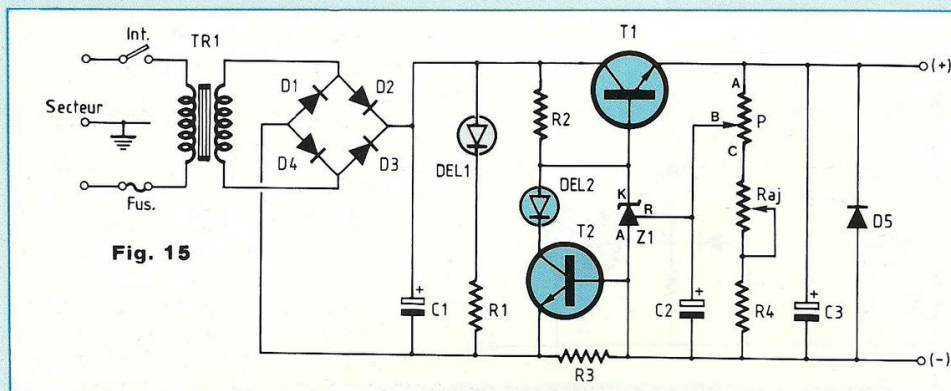 Int.
TR1
T1
(+)
D1
D2
R2
A
B
P
Secteur
C
DEL1
K
DEL2
R
Raj
D4
D3
A
Z1
D5
Fus.
T2
Fig. 15
+
C1
R1
+
C2
R4
+
C3
R3
(-)